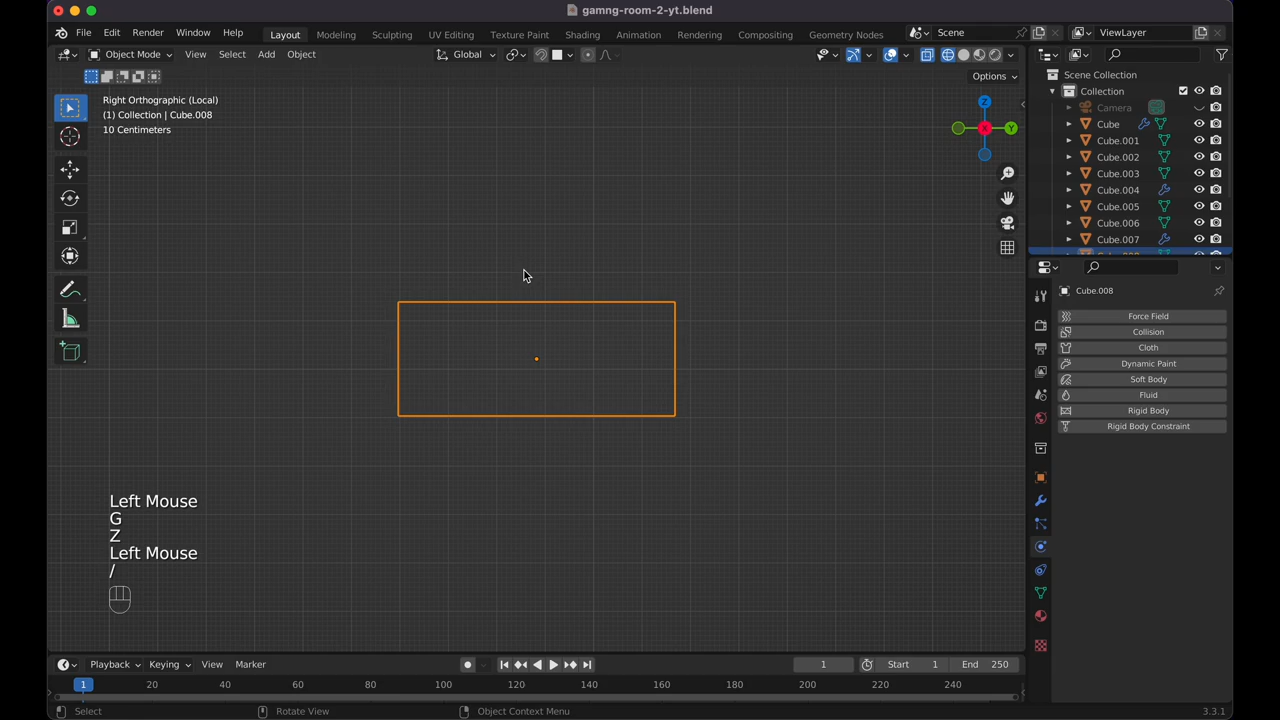 gamng-room-2-yt.blend
File Edit Render Window Help Layout Modeling Sculpting UV Editing Texture Paint Shading Animation Rendering Compositing Geometry Nodes Scene ViewLayer
Object Mode View Select Add Object Global
Options
Right Orthographic (Local)
(1) Collection | Cube.008
10 Centimeters
Z
X
Y
Scene Collection
Collection
Camera
Cube
Cube.001
Cube.002
Cube.003
Cube.004
Cube.005
Cube.006
Cube.007
Cube.008
Cube.008
Force Field
Collision
Cloth
Dynamic Paint
Soft Body
Fluid
Rigid Body
Rigid Body Constraint
Left Mouse
G
Z
Left Mouse
/
Playback Keying View Marker 1 Start 1 End 250
1 20 40 60 80 100 120 140 160 180 200 220 240
Select Rotate View Object Context Menu 3.3.1